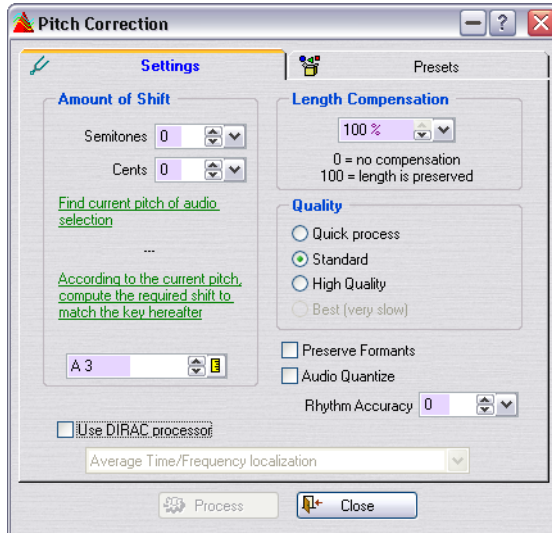 Pitch Correction
Settings
Presets
Amount of Shift
Semitones 0
Cents 0
Find current pitch of audio
selection
---
According to the current pitch,
compute the required shift to
match the key hereafter
A 3
Length Compensation
100 %
0 = no compensation
100 = length is preserved
Quality
Quick process
Standard
High Quality
Best (very slow)
Preserve Formants
Audio Quantize
Rhythm Accuracy 0
Use DIRAC processor
Average Time/Frequency localization
Process
Close